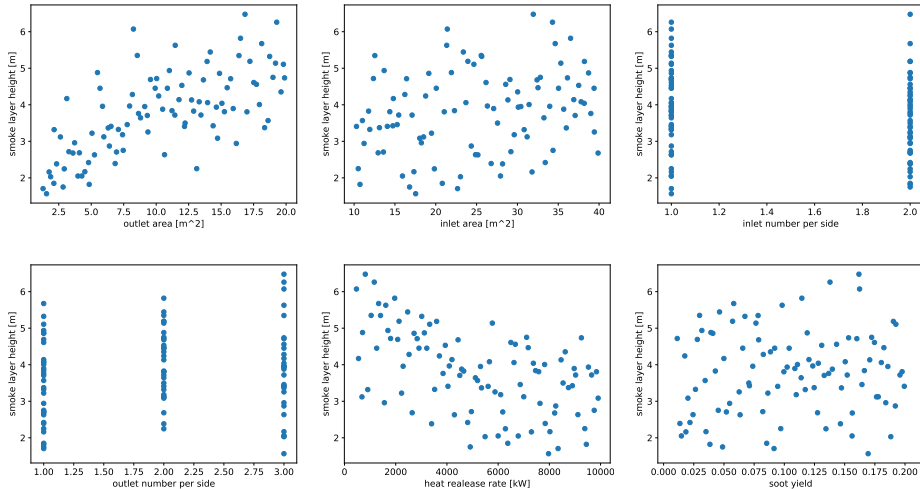 6
5
4
3
2
smoke layer height [m]
2.5 5.0 7.5 10.0 12.5 15.0 17.5 20.0
outlet area [m^2]
6
5
4
3
2
smoke layer height [m]
10 15 20 25 30 35 40
inlet area [m^2]
6
5
4
3
2
smoke layer height [m]
1.0 1.2 1.4 1.6 1.8 2.0
inlet number per side
6
5
4
3
2
smoke layer height [m]
1.00 1.25 1.50 1.75 2.00 2.25 2.50 2.75 3.00
outlet number per side
6
5
4
3
2
smoke layer height [m]
0 2000 4000 6000 8000 10000
heat realease rate [kW]
6
5
4
3
2
smoke layer height [m]
0.000 0.025 0.050 0.075 0.100 0.125 0.150 0.175 0.200
soot yield